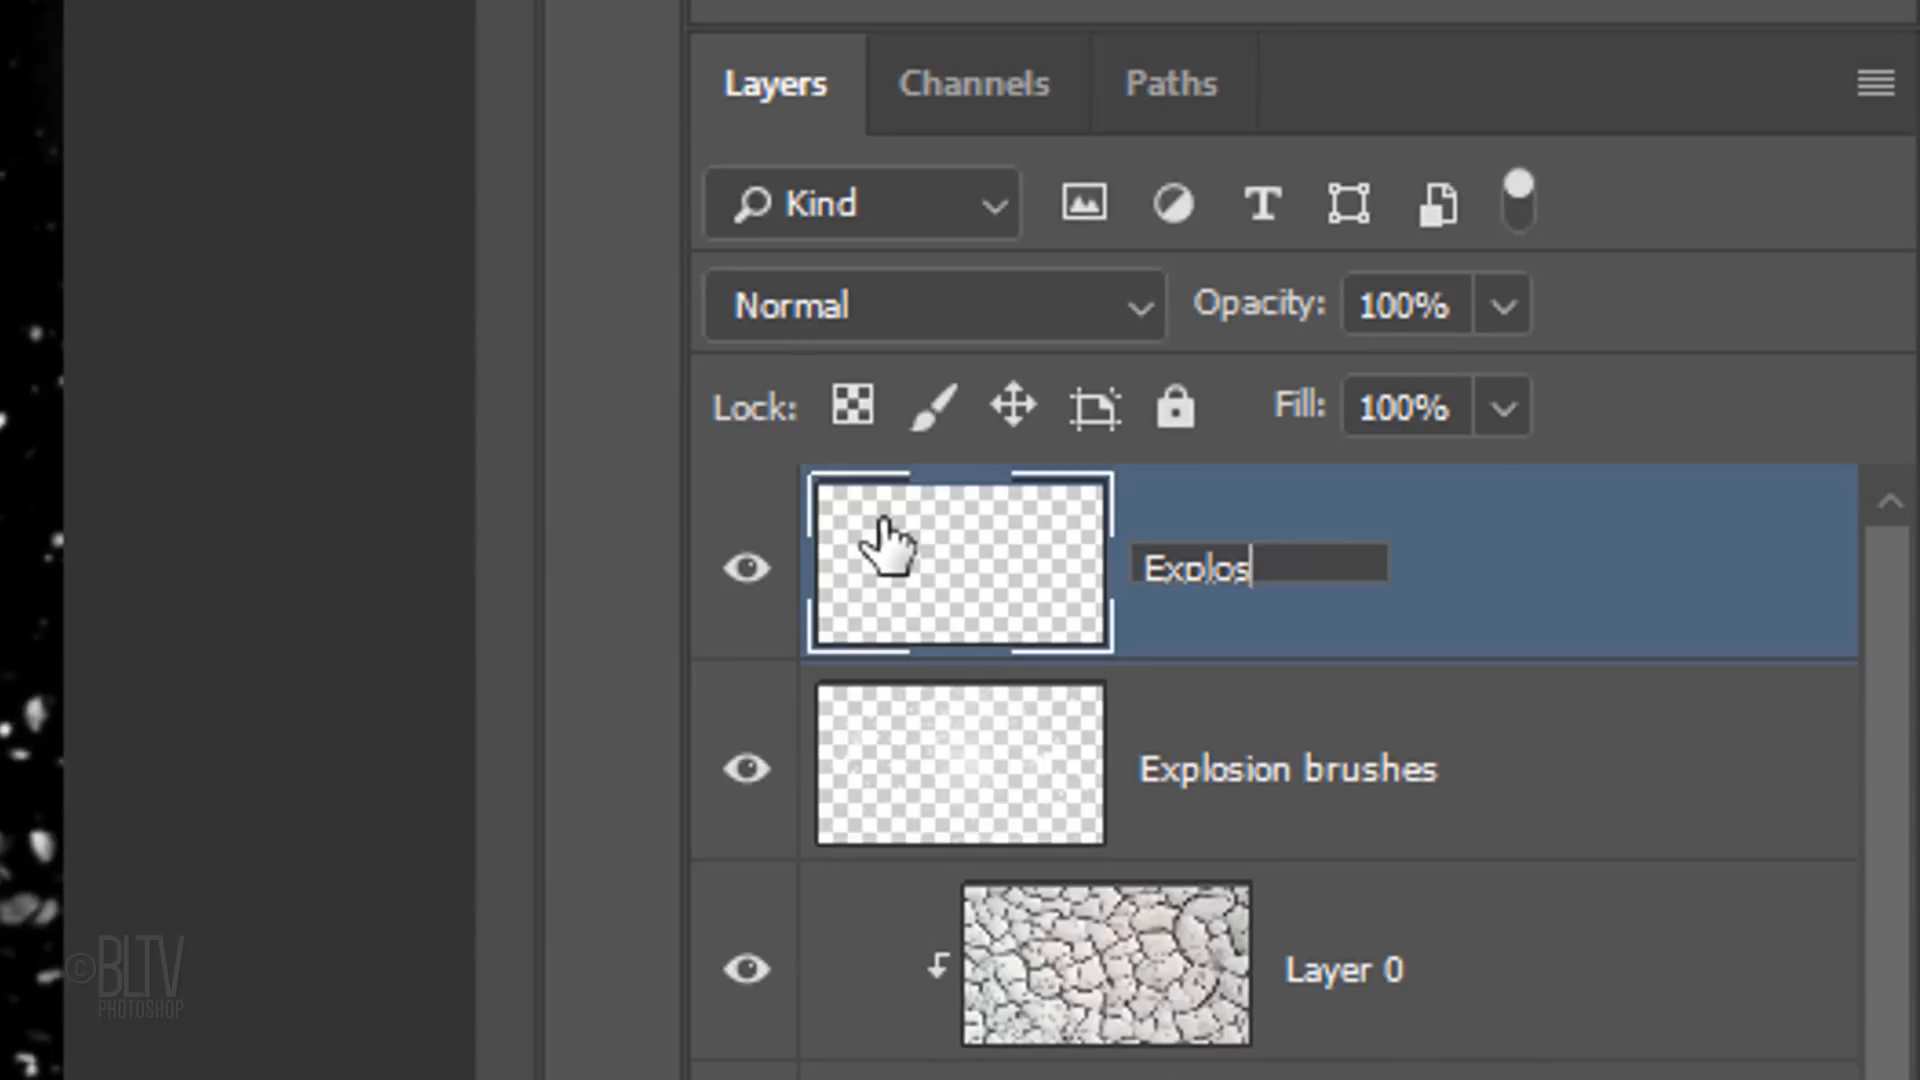 Layers Channels Paths
Kind
Normal Opacity: 100%
Lock: Fill: 100%
Explos
Explosion brushes
Layer 0
©BLTV
PHOTOSHOP